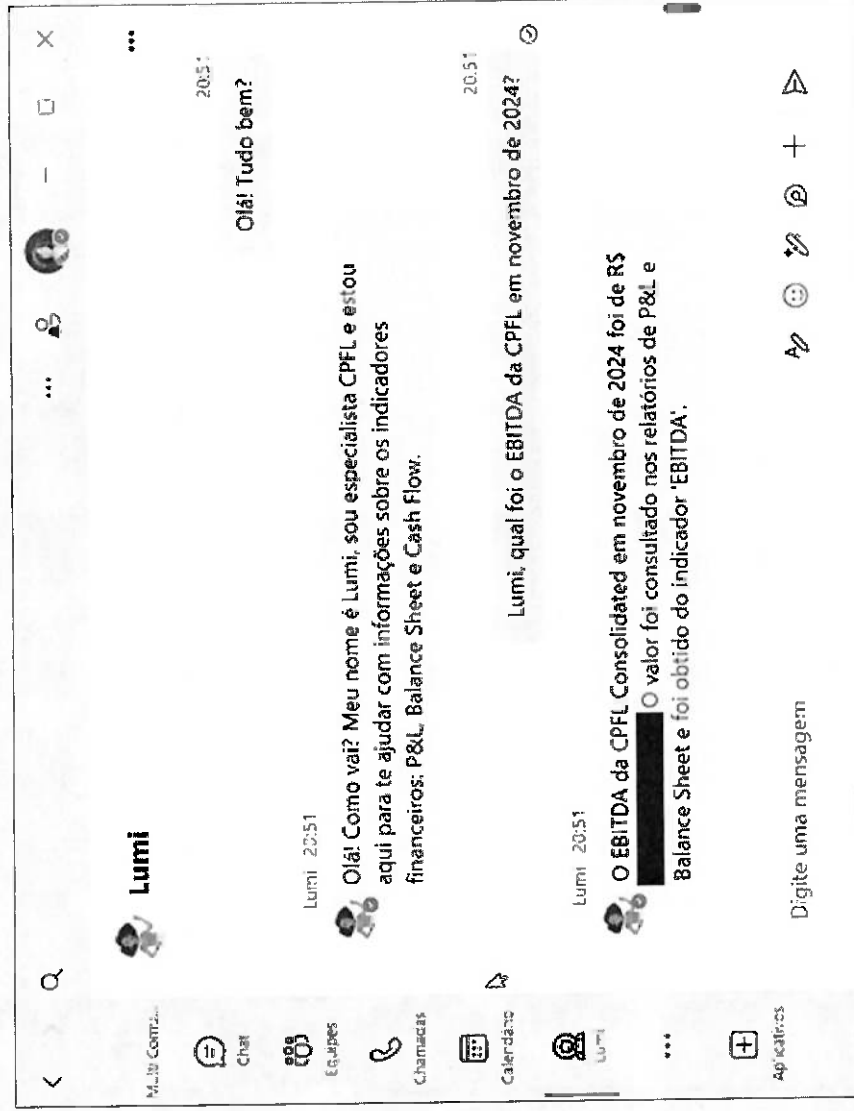 Lumi
20:51
Olá! Tudo bem?
Lumi 20:51
Olá! Como vai? Meu nome é Lumi, sou especialista CPFL e estou
aqui para te ajudar com informações sobre os indicadores
financeiros: P&L, Balance Sheet e Cash Flow.
20:51
Lumi, qual foi o EBITDA da CPFL em novembro de 2024?
Lumi 20:51
O EBITDA da CPFL Consolidated em novembro de 2024 foi de R$
O valor foi consultado nos relatórios de P&L e
Balance Sheet e foi obtido do indicador 'EBITDA'.
Digite uma mensagem
Chat
Equipes
Chamadas
Calendário
Lumi
Aplicativos